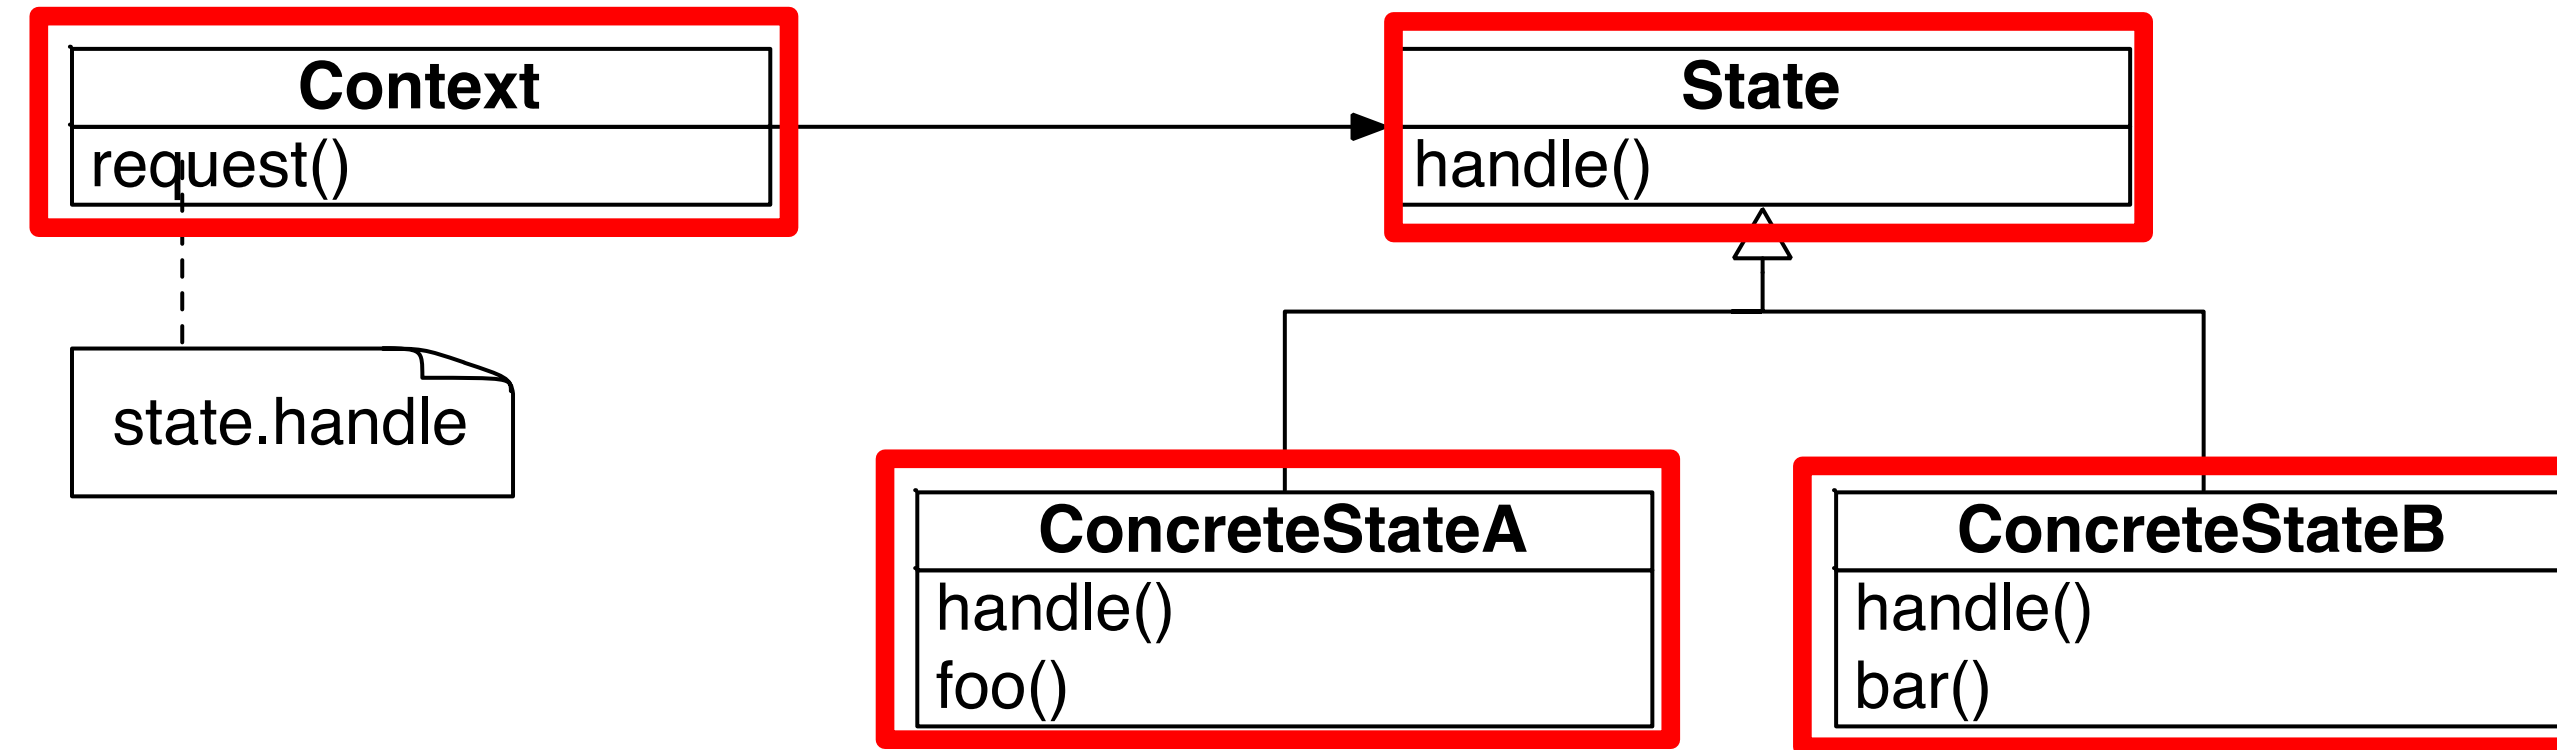 Context
request()
State
handle()
state.handle
ConcreteStateA
handle()
foo()
ConcreteStateB
handle()
bar()